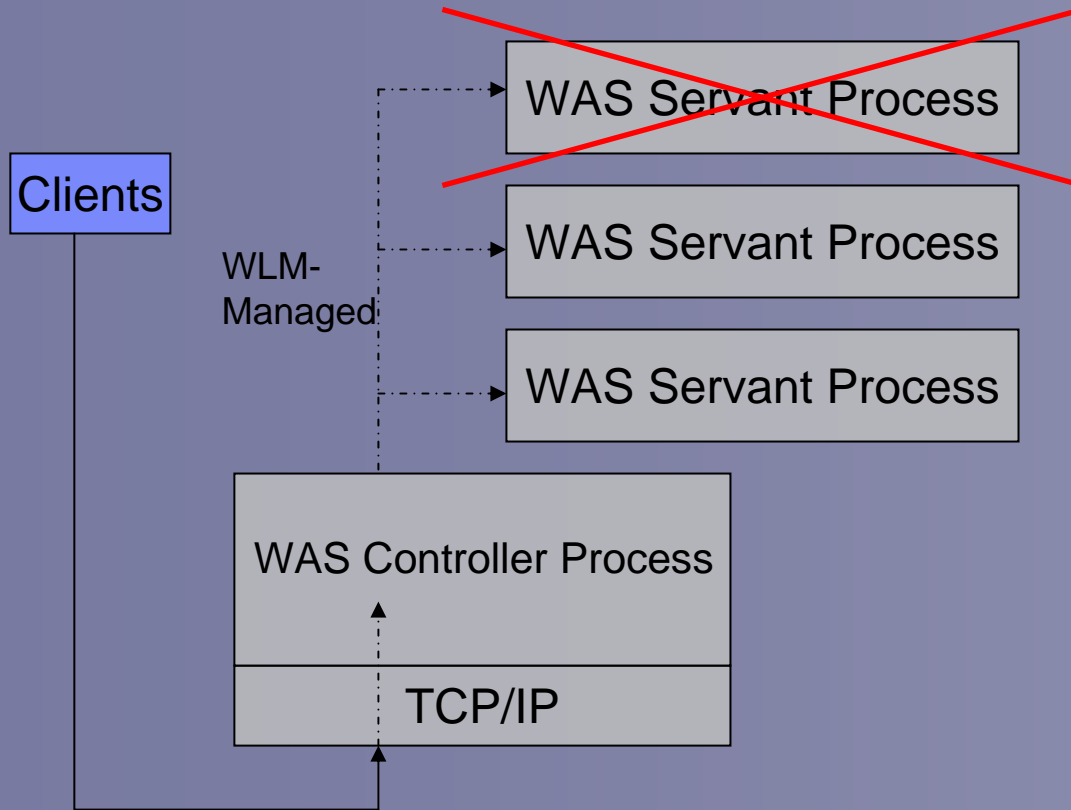 WAS Servant Process
Clients
WAS Servant Process
WLM-
Managed
WAS Servant Process
WAS Controller Process
TCP/IP